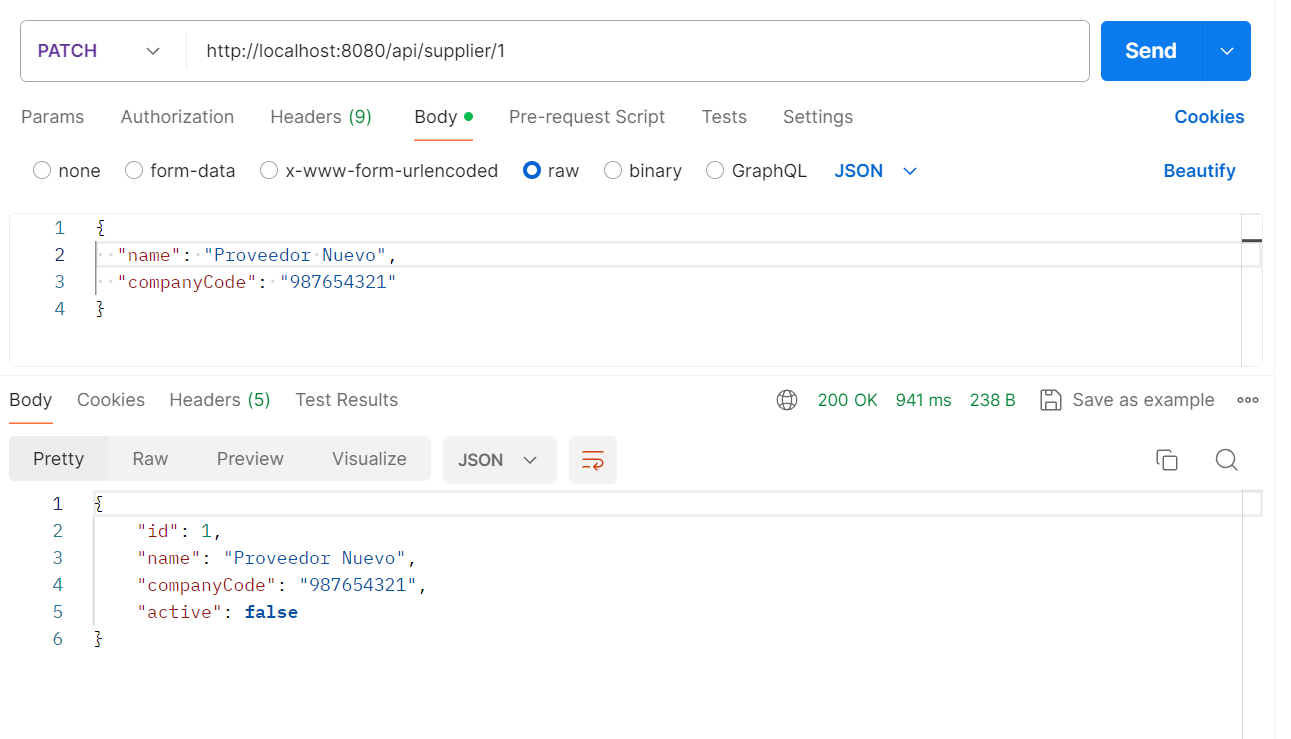 PATCH http://localhost:8080/api/supplier/1 Send
Params Authorization Headers (9) Body Pre-request Script Tests Settings Cookies
none form-data x-www-form-urlencoded raw binary GraphQL JSON Beautify
1 {
2 "name": "Proveedor Nuevo",
3 "companyCode": "987654321"
4 }
Body Cookies Headers (5) Test Results 200 OK 941 ms 238 B Save as example
Pretty Raw Preview Visualize JSON
1 {
2 "id": 1,
3 "name": "Proveedor Nuevo",
4 "companyCode": "987654321",
5 "active": false
6 }